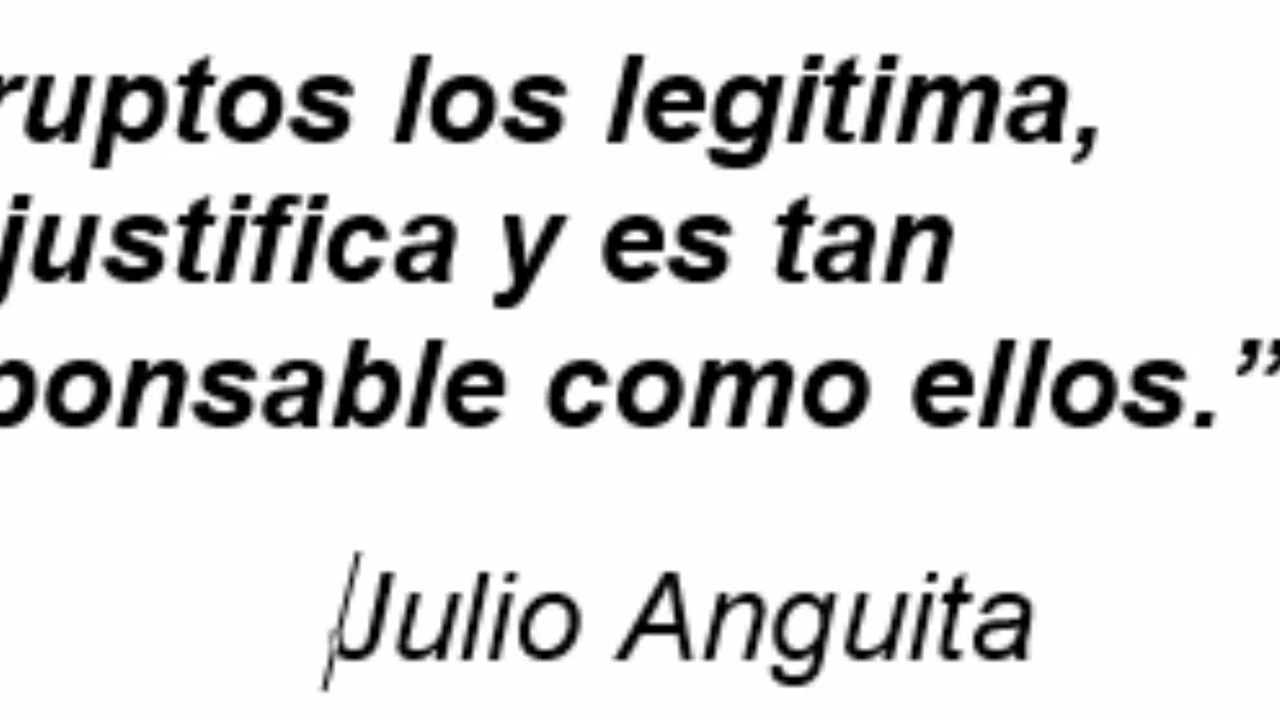 ruptos los legitima,
justifica y es tan
ponsable como ellos.”
Julio Anguita